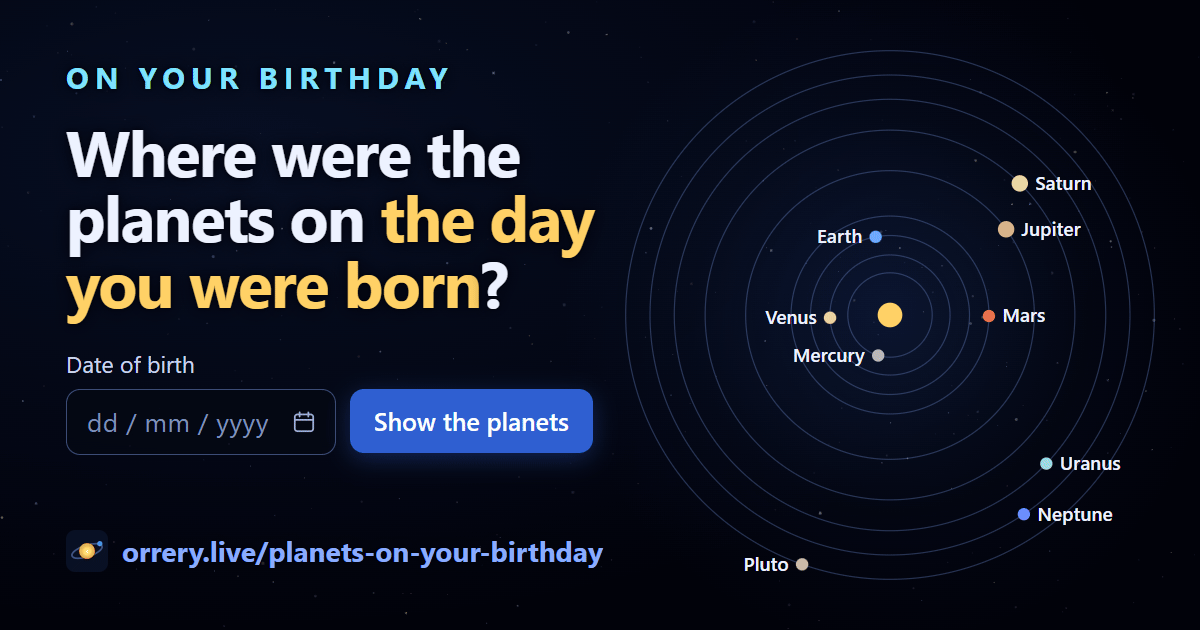 ON YOUR BIRTHDAY
Where were the
planets on the day
you were born?
Date of birth
dd / mm / yyyy
Show the planets
orrery.live/planets-on-your-birthday
Saturn
Jupiter
Earth
Mars
Venus
Mercury
Uranus
Neptune
Pluto